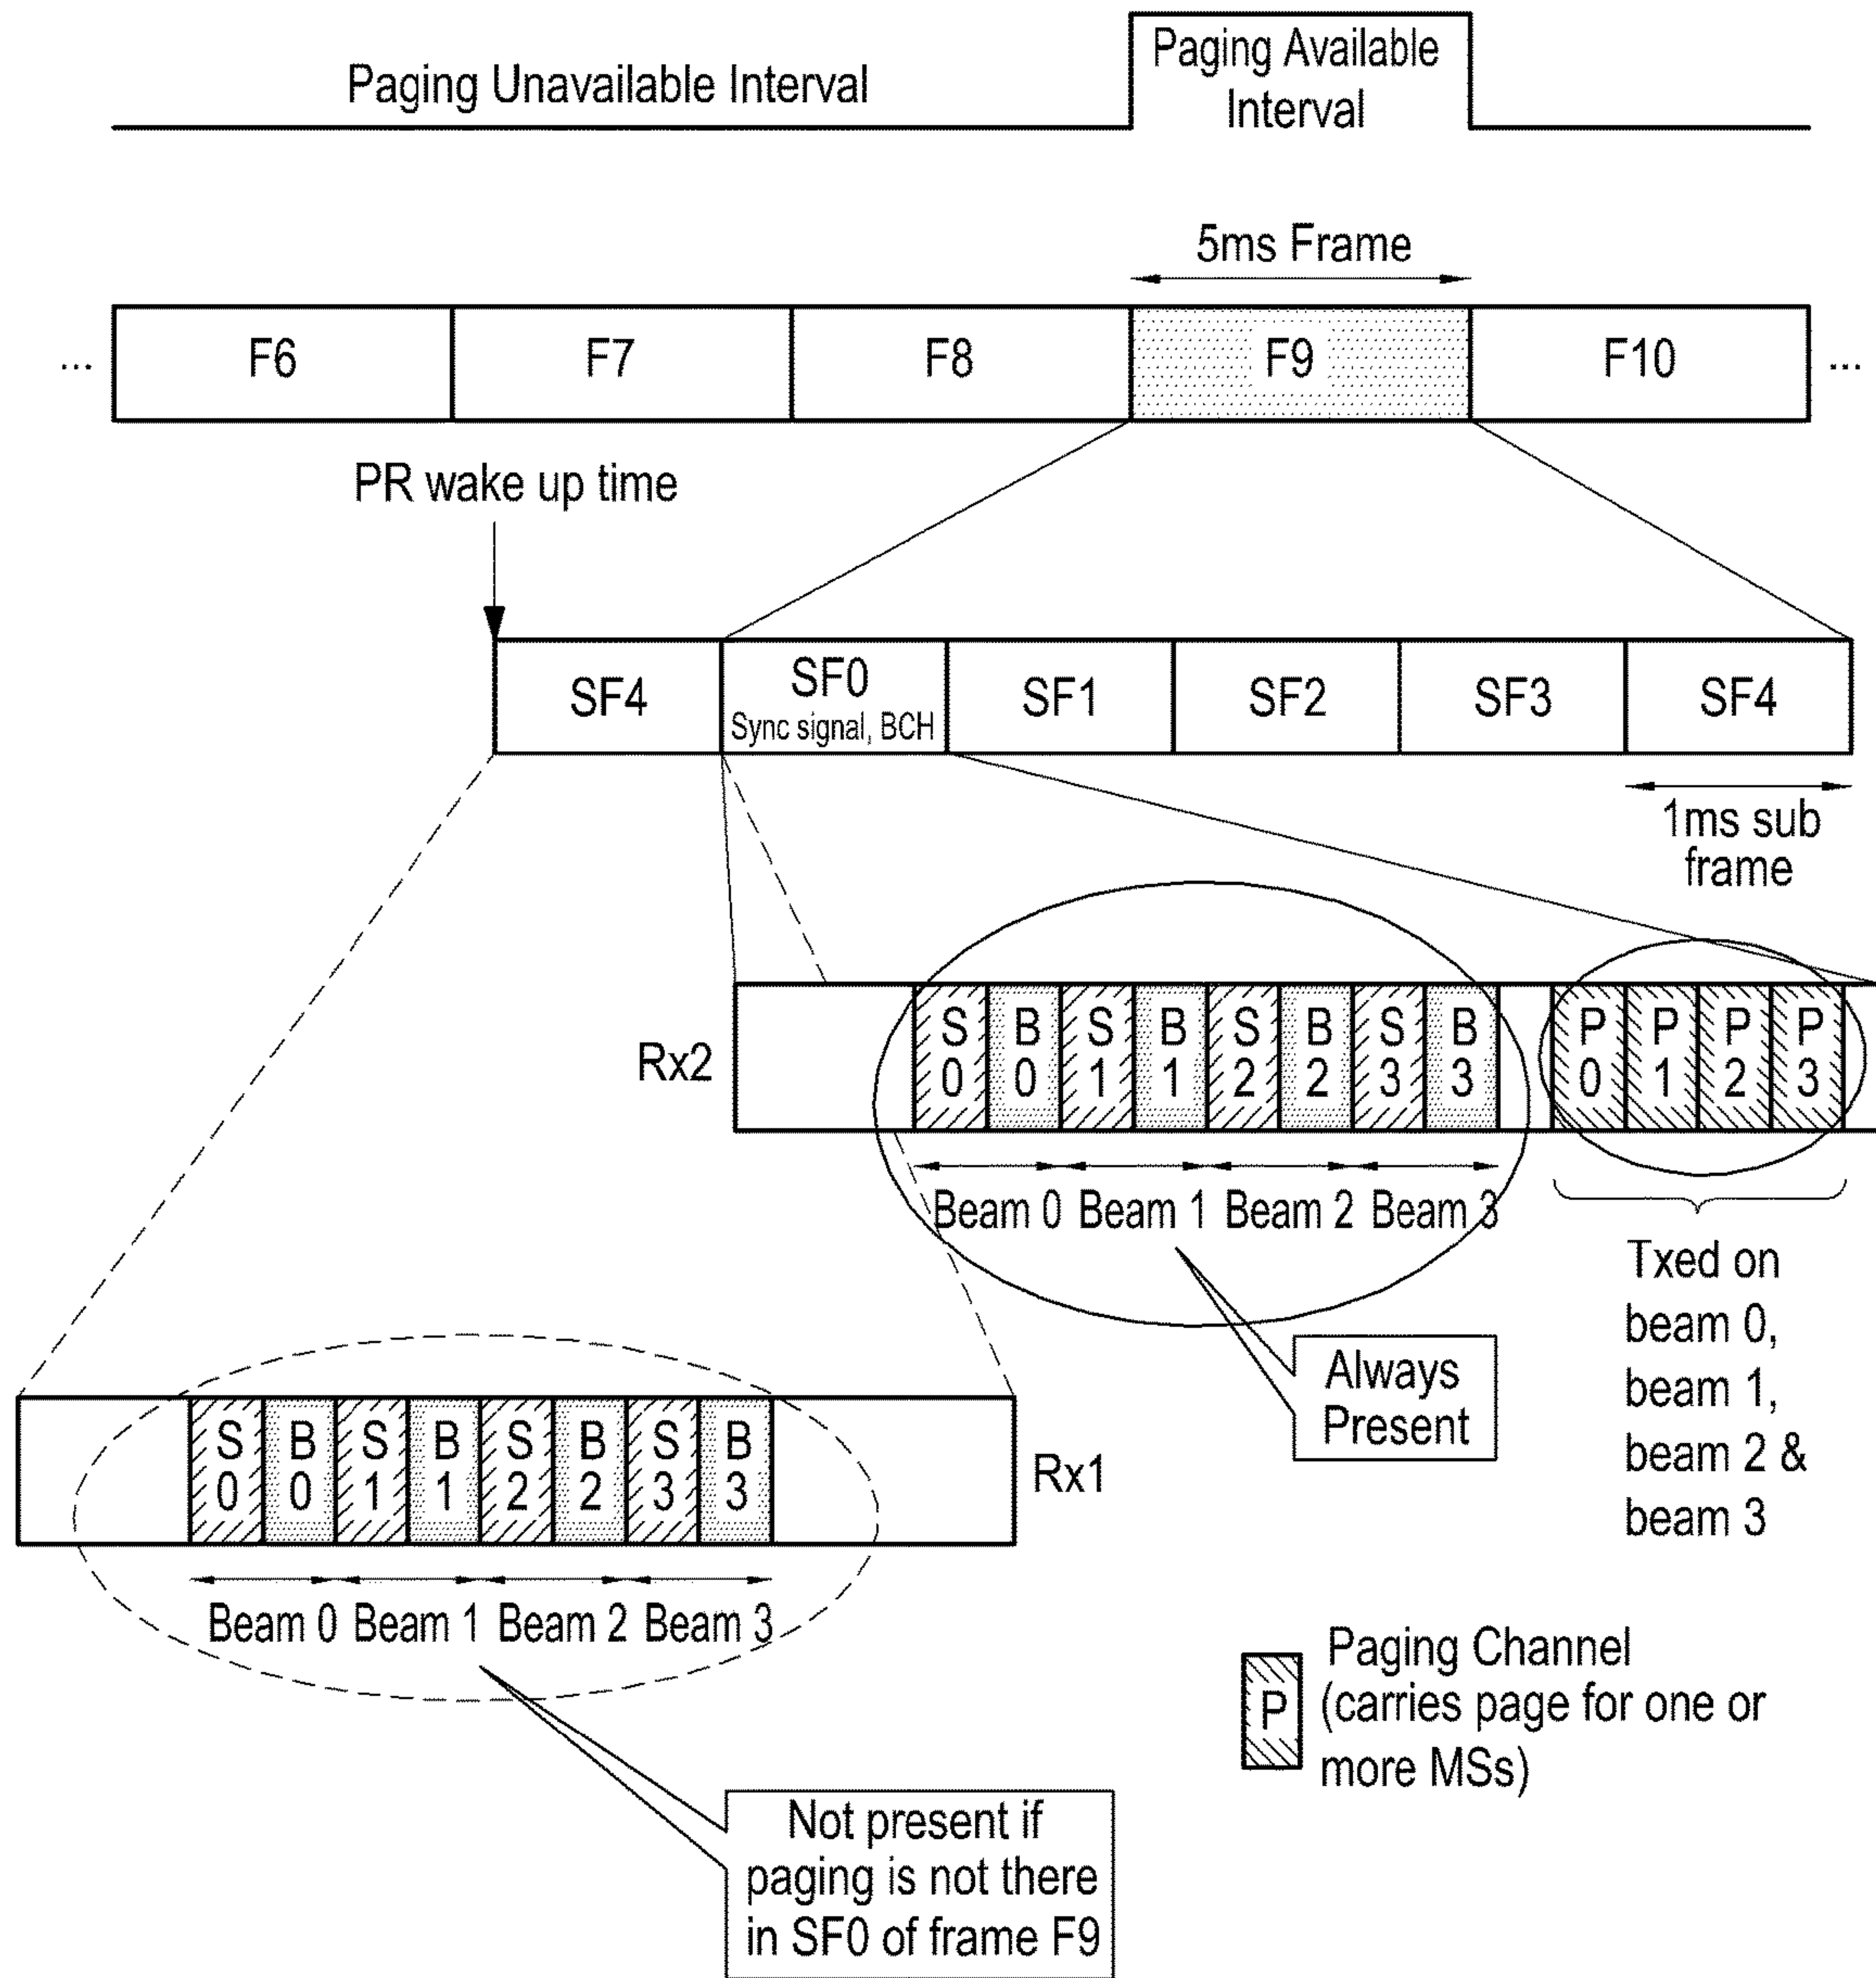 Paging Unavailable Interval
Paging Available
Interval
5ms Frame
... F6 F7 F8 F9 F10 ...
PR wake up time
SF4 SF0 SF1 SF2 SF3 SF4
Sync signal, BCH
1ms sub
frame
Rx2
S B S B S B S B P P P P
0 0 1 1 2 2 3 3 0 1 2 3
Beam 0 Beam 1 Beam 2 Beam 3
Txed on
beam 0,
beam 1,
beam 2 &
beam 3
Always
Present
S B S B S B S B
0 0 1 1 2 2 3 3
Rx1
Beam 0 Beam 1 Beam 2 Beam 3
P
Paging Channel
(carries page for one or
more MSs)
Not present if
paging is not there
in SF0 of frame F9